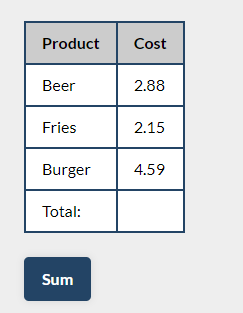 Product Cost
Beer 2.88
Fries 2.15
Burger 4.59
Total:
Sum